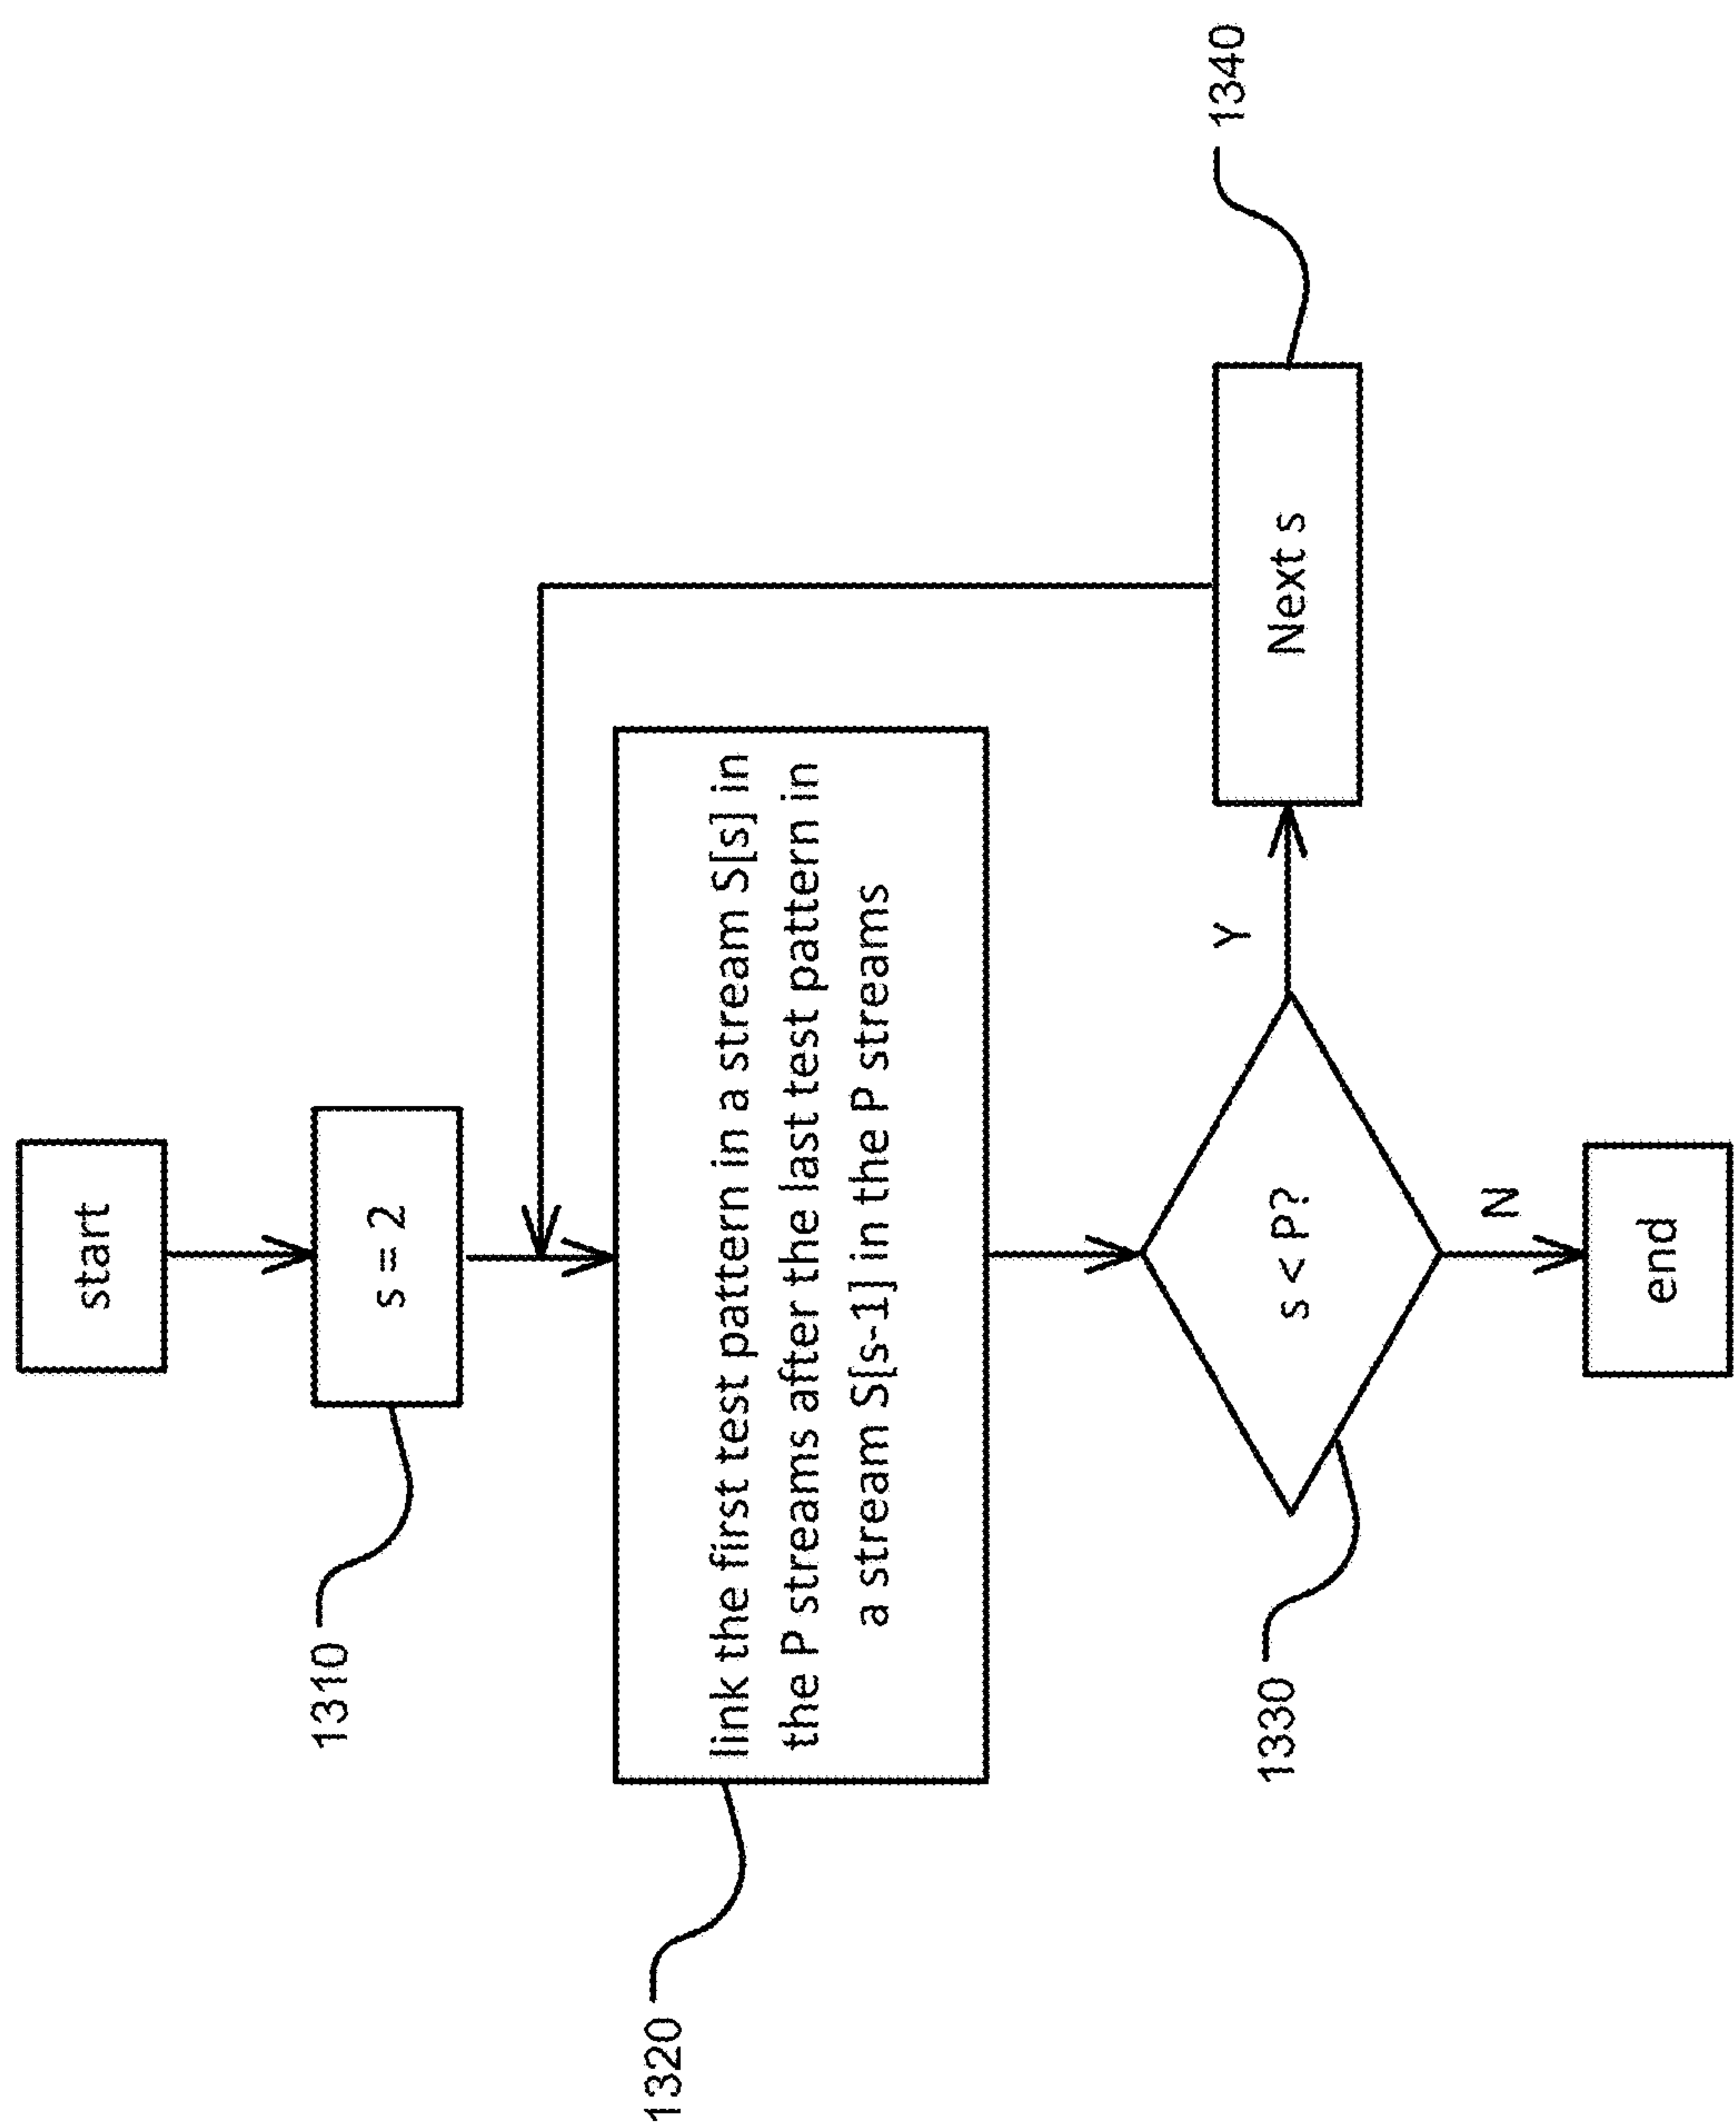 start
1310
s = 2
1320
link the first test pattern in a stream S[s] in
the P streams after the last test pattern in
a stream S[s-1] in the P streams
1330
s < P?
Y
Next s
1340
N
end